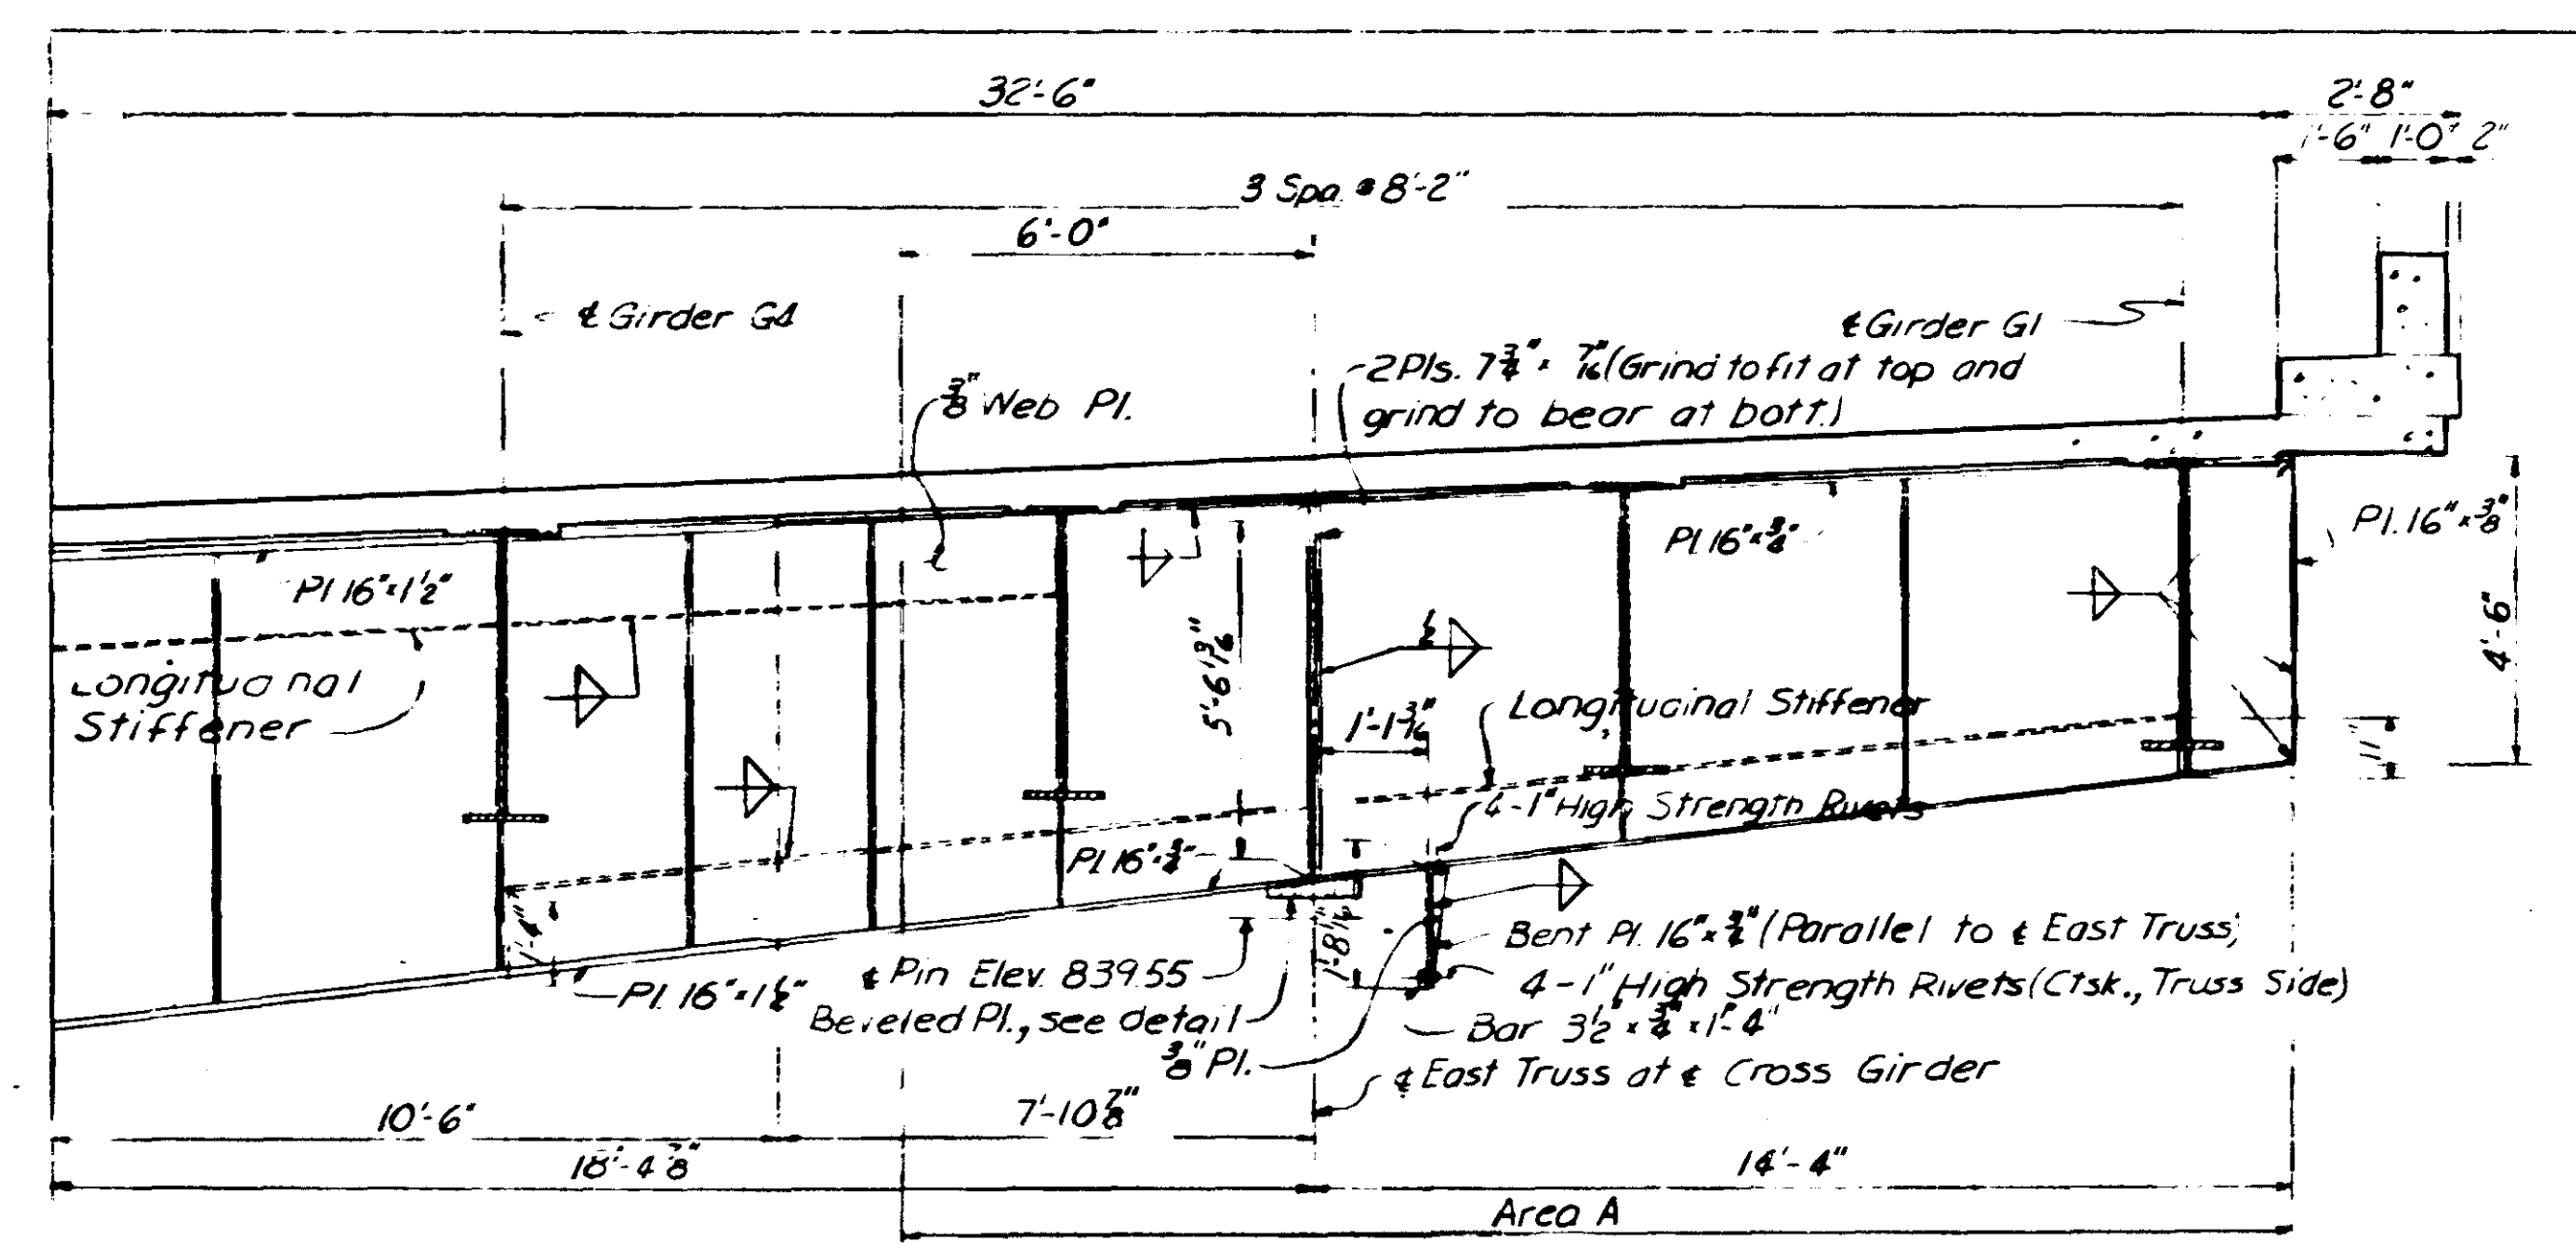 32'-6"
2'-8"
1'-6" 1'-0" 2"
3 Spa. @ 8'-2"
6'-0"
℄ Girder G4
℄ Girder G1
2 Pls. 7 3/4" x 7/16" (Grind to fit at top and
grind to bear at bott.)
3/8" Web Pl.
Pl. 16" x 3/8"
Pl. 16" x 3/4"
Pl. 16" x 1 1/2"
4'-6"
Longitudinal
Stiffener
5'-6 13/16"
Longitudinal Stiffener
1'-1 3/16"
4-1" High Strength Rivets
Pl. 16" x 3/4"
1'-4"
1'-8 1/4"
Bent Pl. 16" x 3/4" (Parallel to ℄ East Truss)
℄ Pin Elev. 839.55
4-1" High Strength Rivets (Ctsk., Truss Side)
Pl. 16" x 1 1/2"
Beveled Pl., see detail
Bar 3 1/2" x 3/4" x 1'-4"
3/8" Pl.
℄ East Truss at ℄ Cross Girder
10'-6"
7'-10 7/8"
18'-4 7/8"
14'-4"
Area A